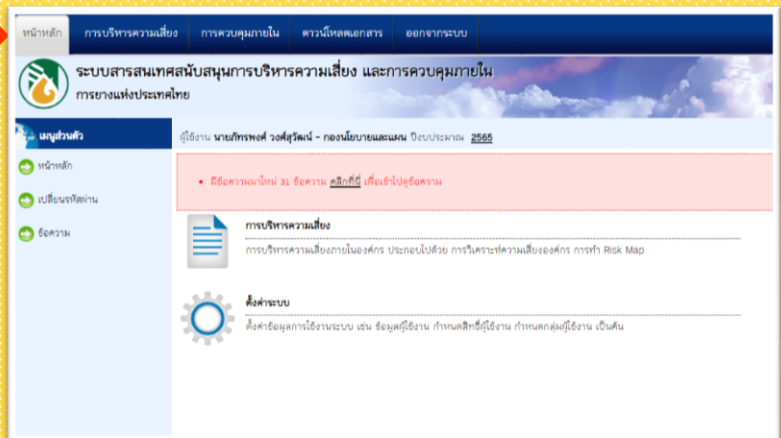 หน้าหลัก การบริหารความเสี่ยง การควบคุมภายใน ดาวน์โหลดเอกสาร ออกจากระบบ
ระบบสารสนเทศสนับสนุนการบริหารความเสี่ยง และการควบคุมภายใน
การยางแห่งประเทศไทย
เมนูส่วนตัว
ผู้ใช้งาน นายภัทรพงศ์ วงศ์สุวัฒน์ - กองนโยบายและแผน ปีงบประมาณ 2565
หน้าหลัก
เปลี่ยนรหัสผ่าน
ข้อความ
มีข้อความมาใหม่ 31 ข้อความ คลิกที่นี่ เพื่อเข้าไปดูข้อความ
การบริหารความเสี่ยง
การบริหารความเสี่ยงภายในองค์กร ประกอบไปด้วย การวิเคราะห์ความเสี่ยงองค์กร การทำ Risk Map
ตั้งค่าระบบ
ตั้งค่าข้อมูลการใช้งานระบบ เช่น ข้อมูลผู้ใช้งาน กำหนดสิทธิ์ผู้ใช้งาน กำหนดกลุ่มผู้ใช้งาน เป็นต้น